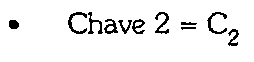 • Chave 2 = C₂